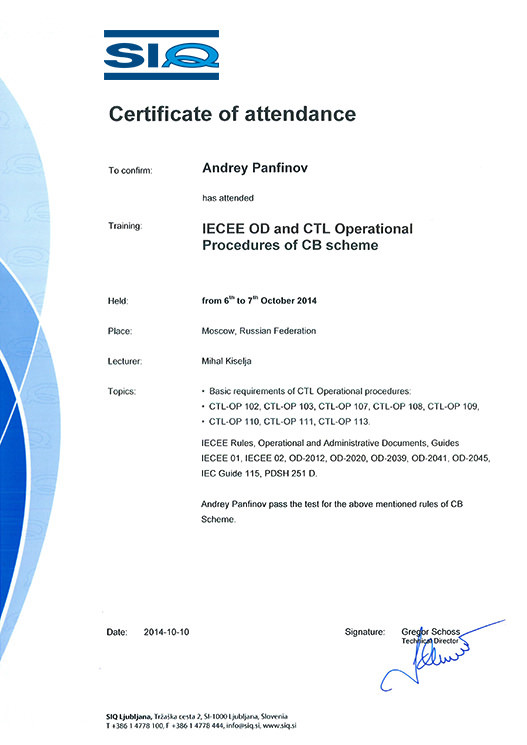 SIQ
Certificate of attendance
To confirm: Andrey Panfinov
has attended
Training: IECEE OD and CTL Operational
Procedures of CB scheme
Held: from 6th to 7th October 2014
Place: Moscow, Russian Federation
Lecturer: Mihal Kiselja
Topics: • Basic requirements of CTL Operational procedures:
• CTL-OP 102, CTL-OP 103, CTL-OP 107, CTL-OP 108, CTL-OP 109,
• CTL-OP 110, CTL-OP 111, CTL-OP 113.
IECEE Rules, Operational and Administrative Documents, Guides
IECEE 01, IECEE 02, OD-2012, OD-2020, OD-2039, OD-2041, OD-2045,
IEC Guide 115, PDSH 251 D.
Andrey Panfinov pass the test for the above mentioned rules of CB
Scheme.
Date: 2014-10-10 Signature: Gregor Schoss
Technical Director
SIQ Ljubljana, Tržaška cesta 2, SI-1000 Ljubljana, Slovenia
T +386 1 4778 100, F +386 1 4778 444, info@siq.si, www.siq.si